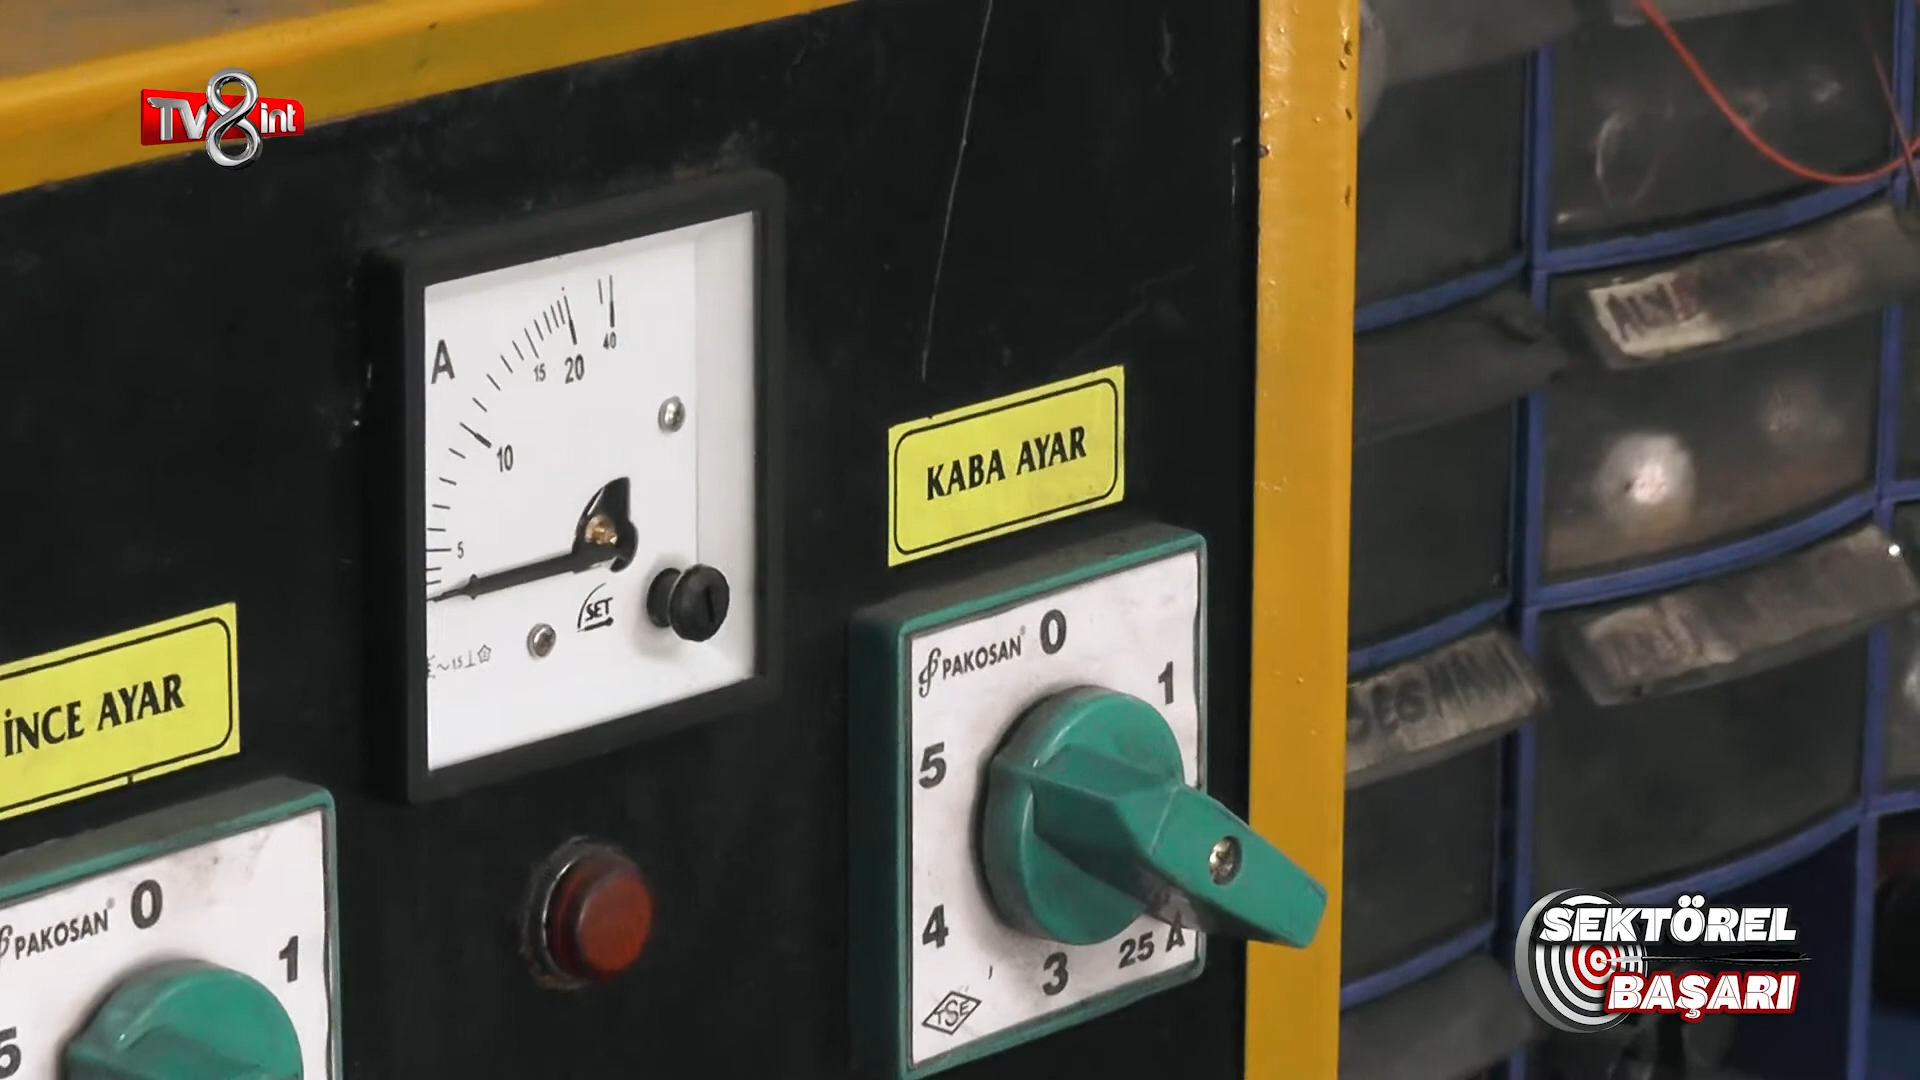 TV8int
A
5
10
15
20
40
SET
KABA AYAR
İNCE AYAR
PAKOSAN
0
1
3
4
5
25 A
TSE
PAKOSAN
0
1
5
SEKTÖREL
BAŞARI